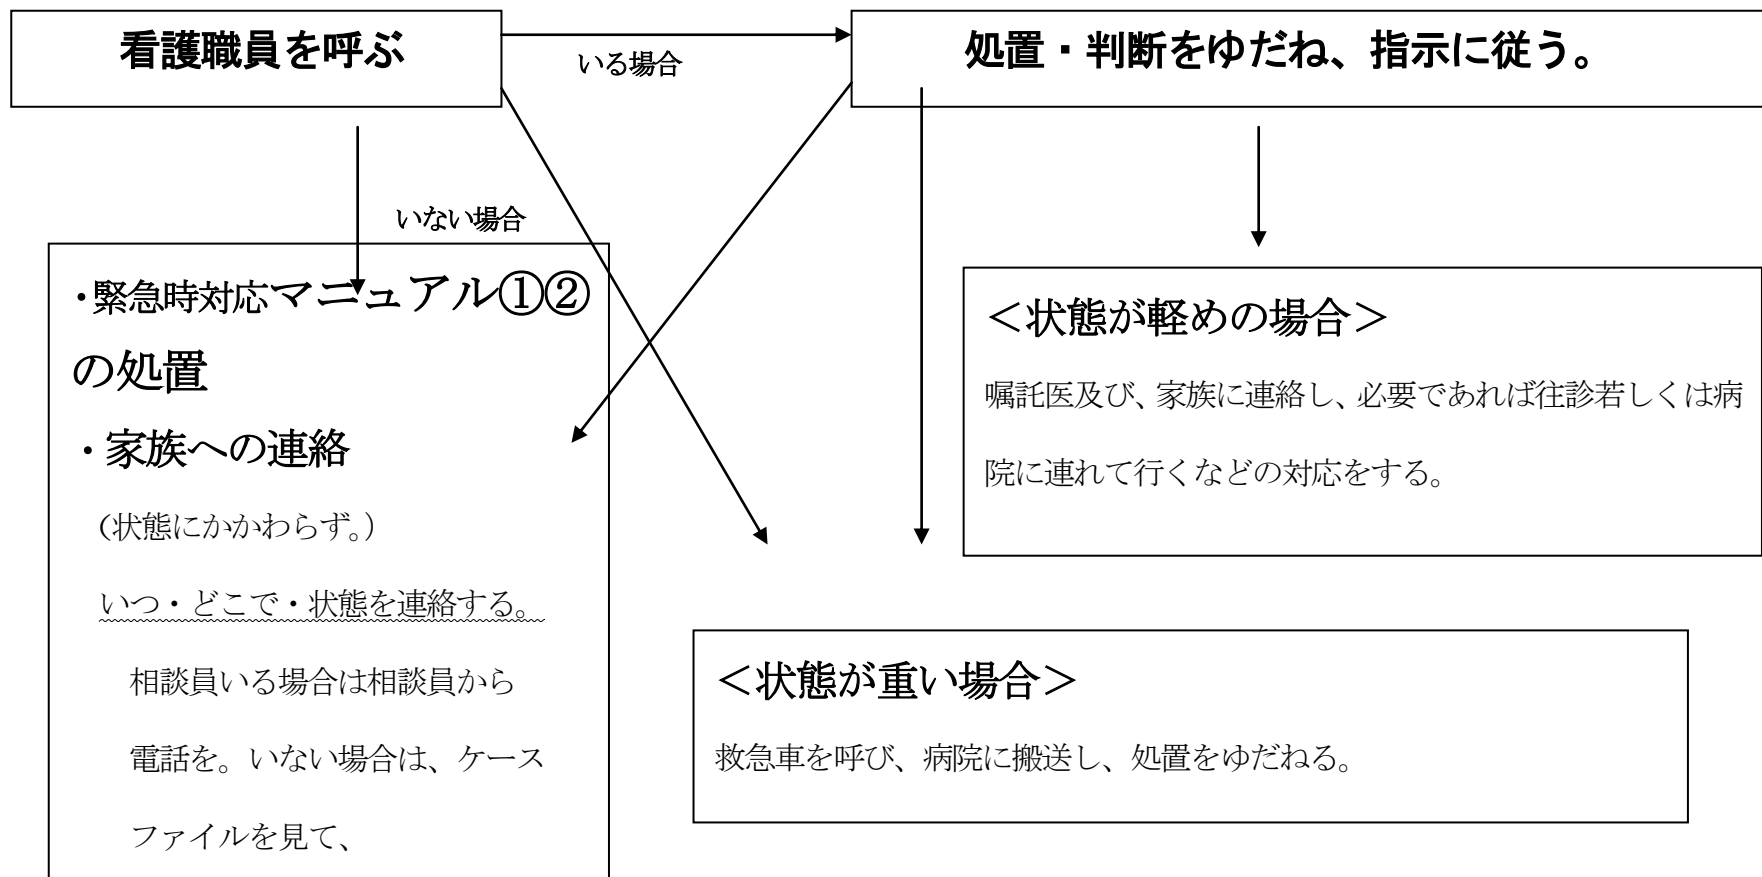 看護職員を呼ぶ
いる場合
処置・判断をゆだね、指示に従う。
いない場合
・緊急時対応マニュアル①②
の処置
・家族への連絡
（状態にかかわらず。）
いつ・どこで・状態を連絡する。
相談員いる場合は相談員から
電話を。いない場合は、ケース
ファイルを見て、
＜状態が軽めの場合＞
嘱託医及び、家族に連絡し、必要であれば往診若しくは病
院に連れて行くなどの対応をする。
＜状態が重い場合＞
救急車を呼び、病院に搬送し、処置をゆだねる。